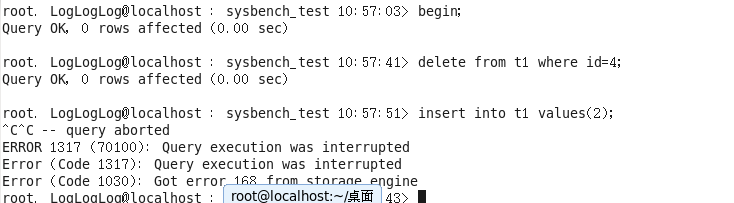 root. LogLogLog@localhost : sysbench_test 10:57:03> begin;
Query OK, 0 rows affected (0.00 sec)
root. LogLogLog@localhost : sysbench_test 10:57:41> delete from t1 where id=4;
Query OK, 0 rows affected (0.00 sec)
root. LogLogLog@localhost : sysbench_test 10:57:51> insert into t1 values(2);
^C^C -- query aborted
ERROR 1317 (70100): Query execution was interrupted
Error (Code 1317): Query execution was interrupted
Error (Code 1030): Got error 168 from storage engine
root. LogLogLog@localhost 43>
root@localhost:~/桌面